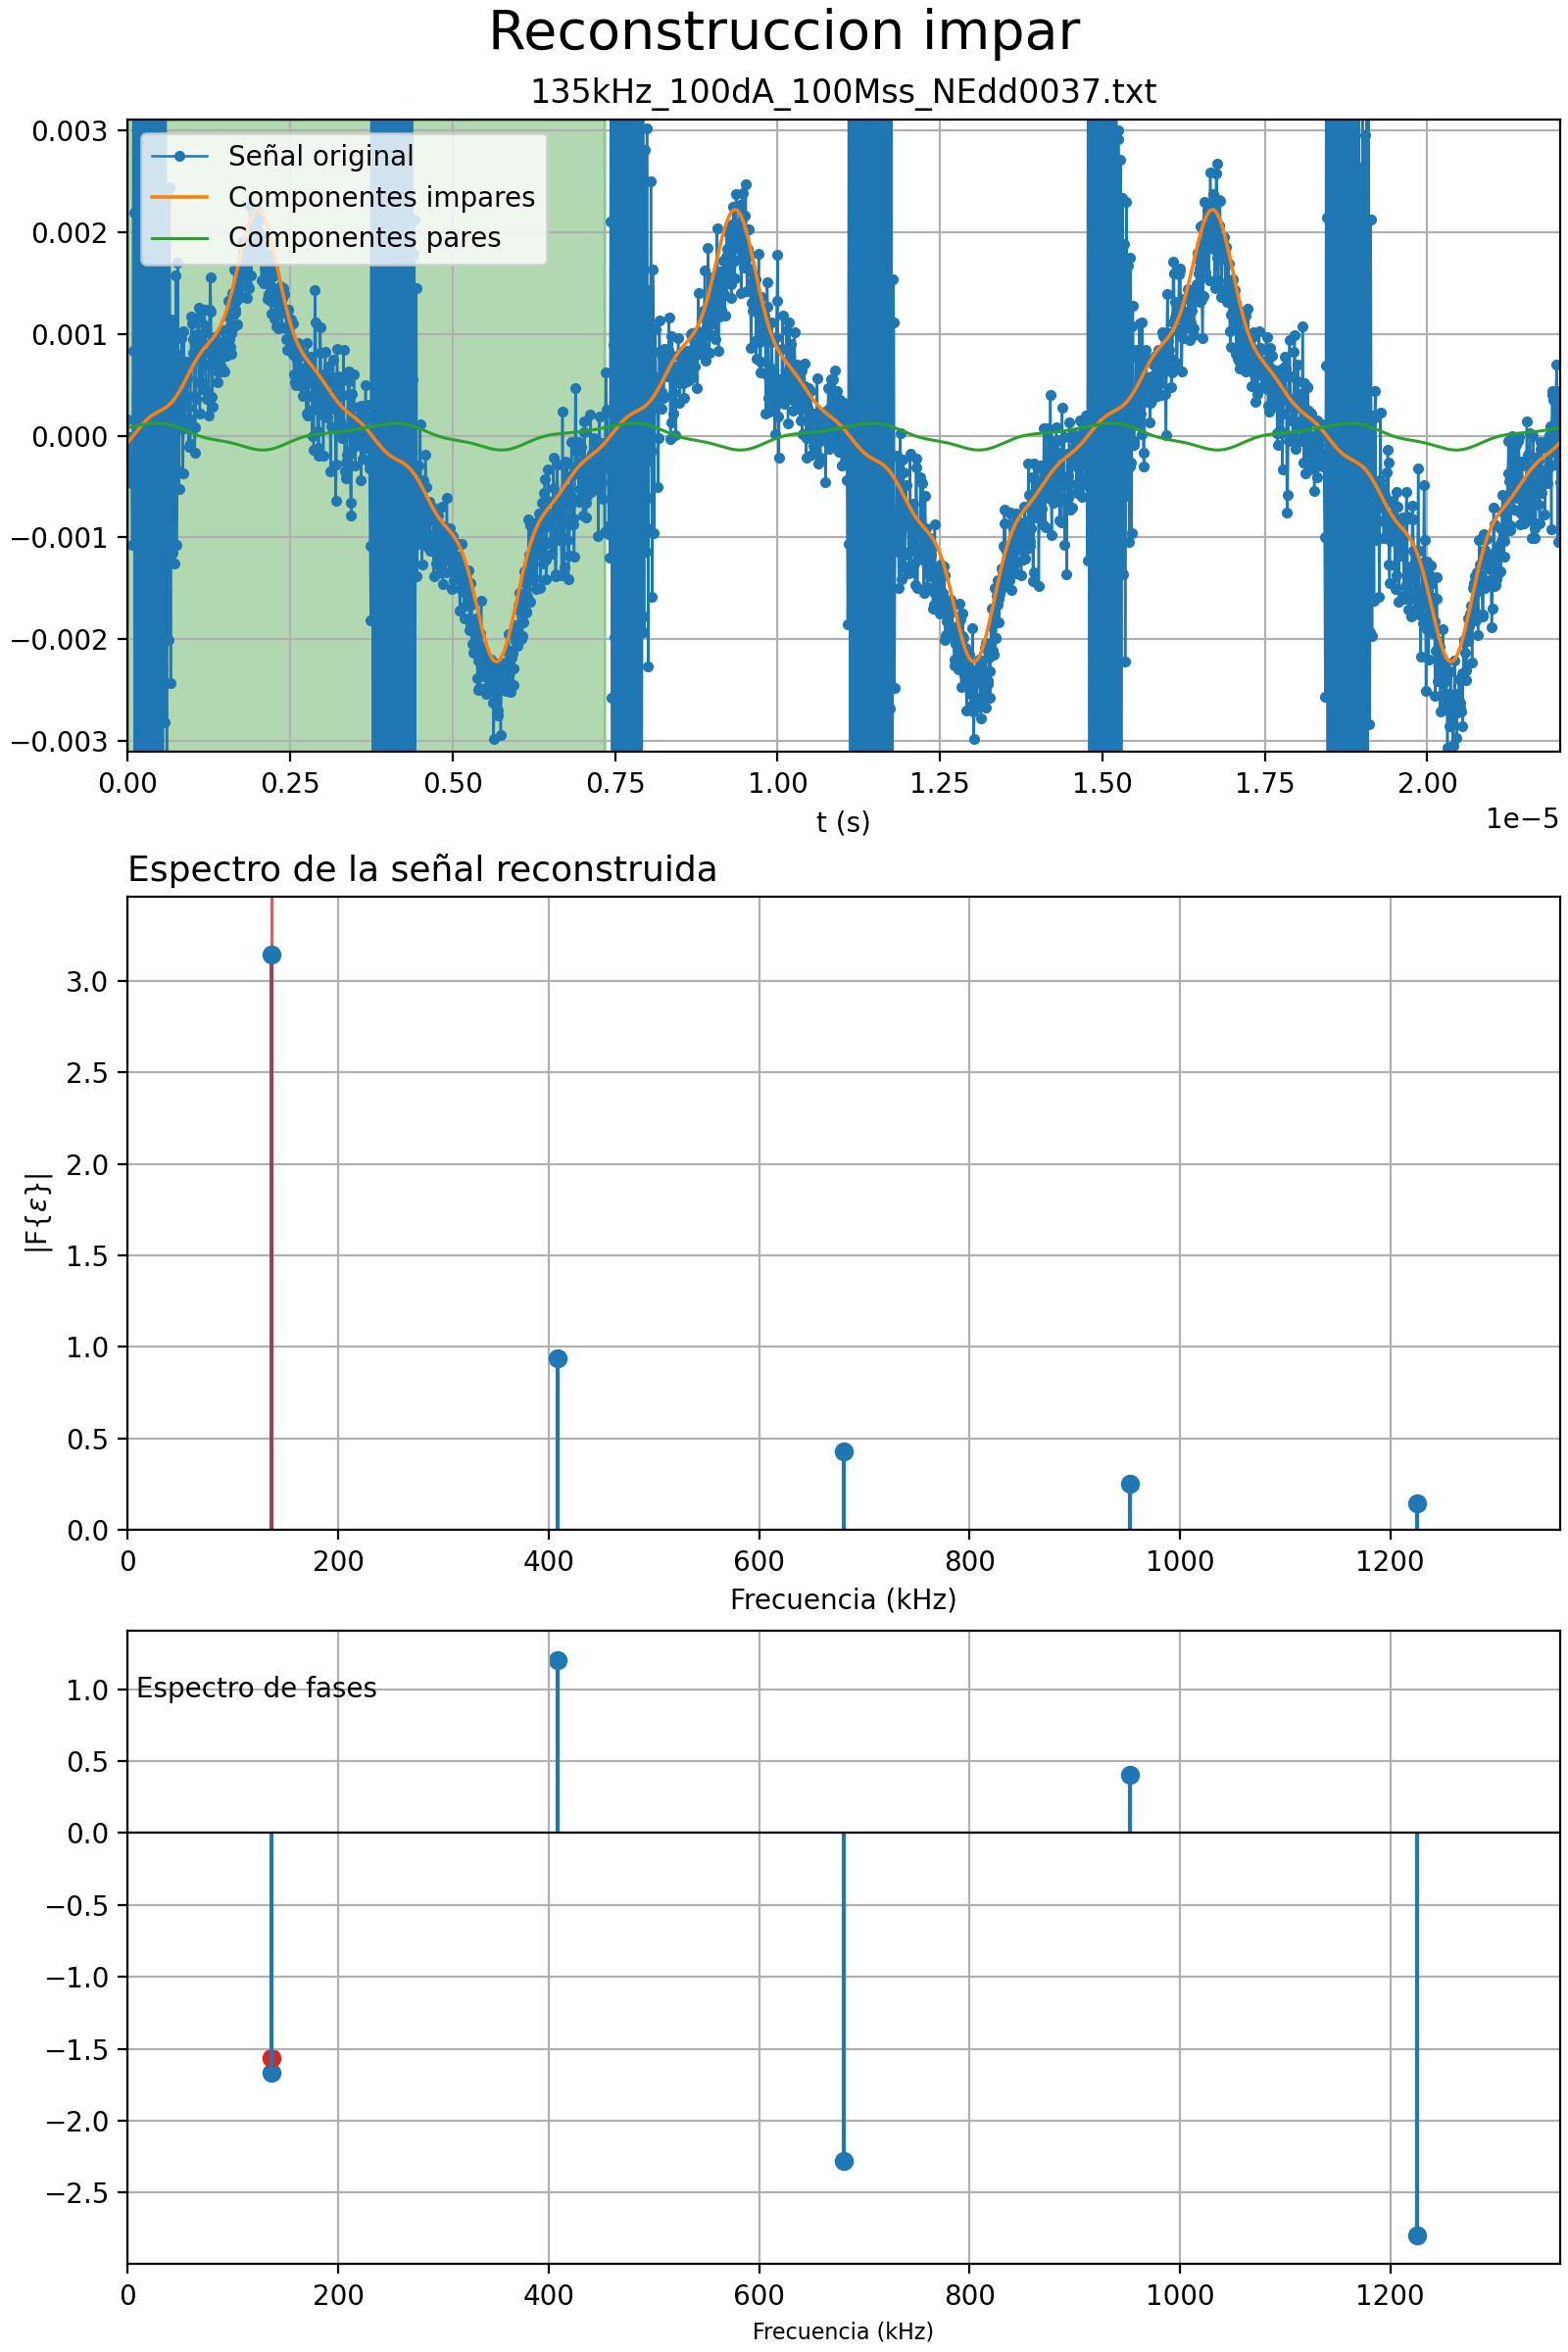 Reconstruccion impar
135kHz_100dA_100Mss_NEdd0037.txt
0.003
0.002
0.001
0.000
−0.001
−0.002
−0.003
Señal original
Componentes impares
Componentes pares
0.00 0.25 0.50 0.75 1.00 1.25 1.50 1.75 2.00
t (s)
1e−5
Espectro de la señal reconstruida
3.0
2.5
2.0
1.5
1.0
0.5
0.0
|F{ε}|
0 200 400 600 800 1000 1200
Frecuencia (kHz)
Espectro de fases
1.0
0.5
0.0
−0.5
−1.0
−1.5
−2.0
−2.5
0 200 400 600 800 1000 1200
Frecuencia (kHz)